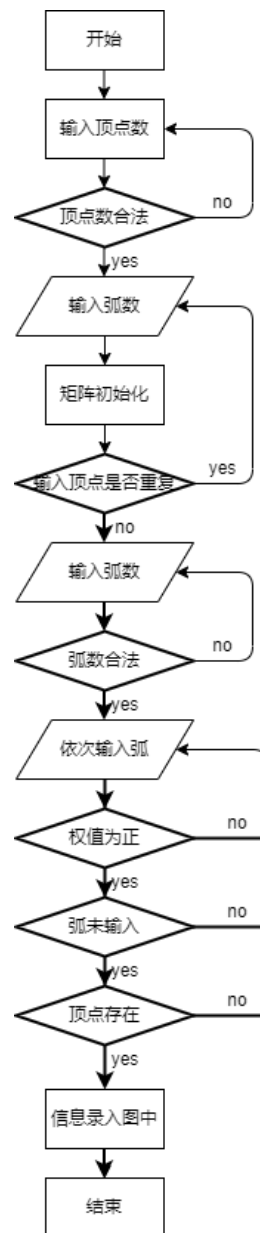 开始
输入顶点数
no
顶点数合法
yes
输入弧数
矩阵初始化
输入顶点是否重复
yes
no
输入弧数
no
弧数合法
yes
依次输入弧
no
权值为正
yes
no
弧未输入
yes
no
顶点存在
yes
信息录入图中
结束